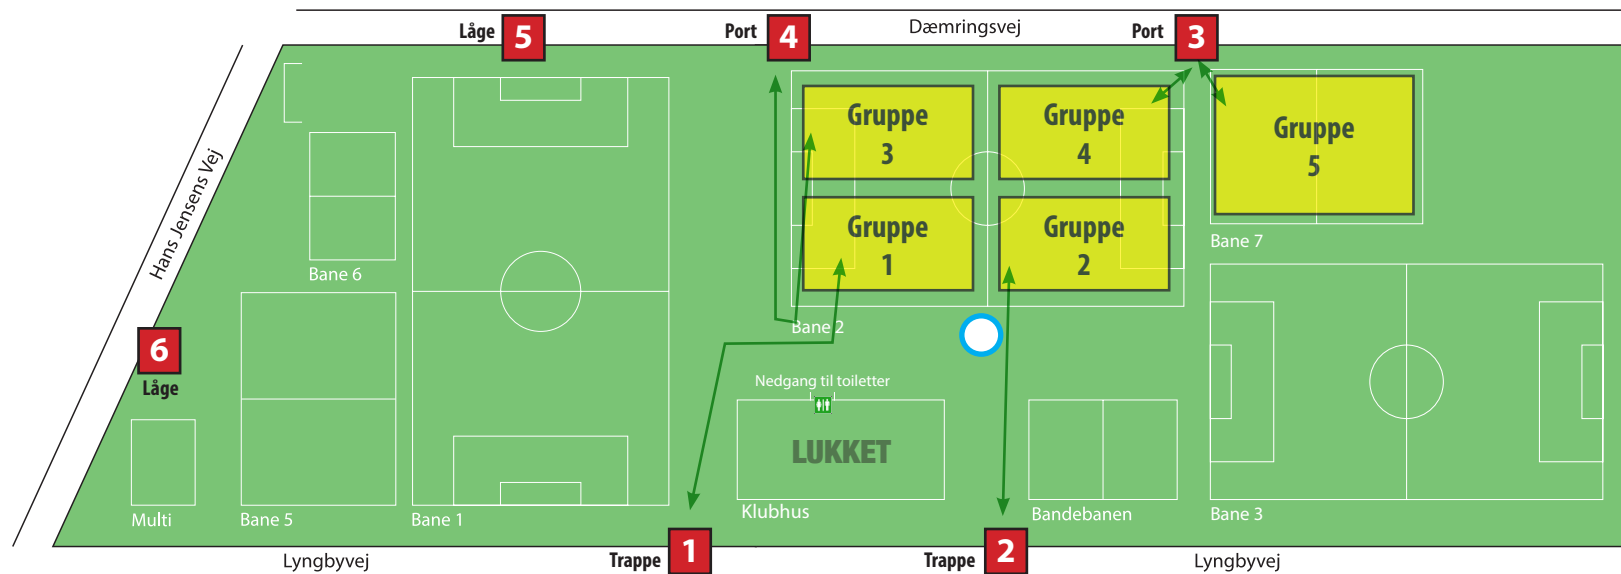 Låge 5
Port 4
Dæmringsvej
Port 3
Hans Jensens Vej
Gruppe
3
Gruppe
4
Gruppe
5
Gruppe
1
Gruppe
2
Bane 7
Bane 6
Bane 2
6
Låge
Nedgang til toiletter
LUKKET
Klubhus
Bandebanen
Bane 3
Multi
Bane 5
Bane 1
Lyngbyvej
Trappe 1
Trappe 2
Lyngbyvej